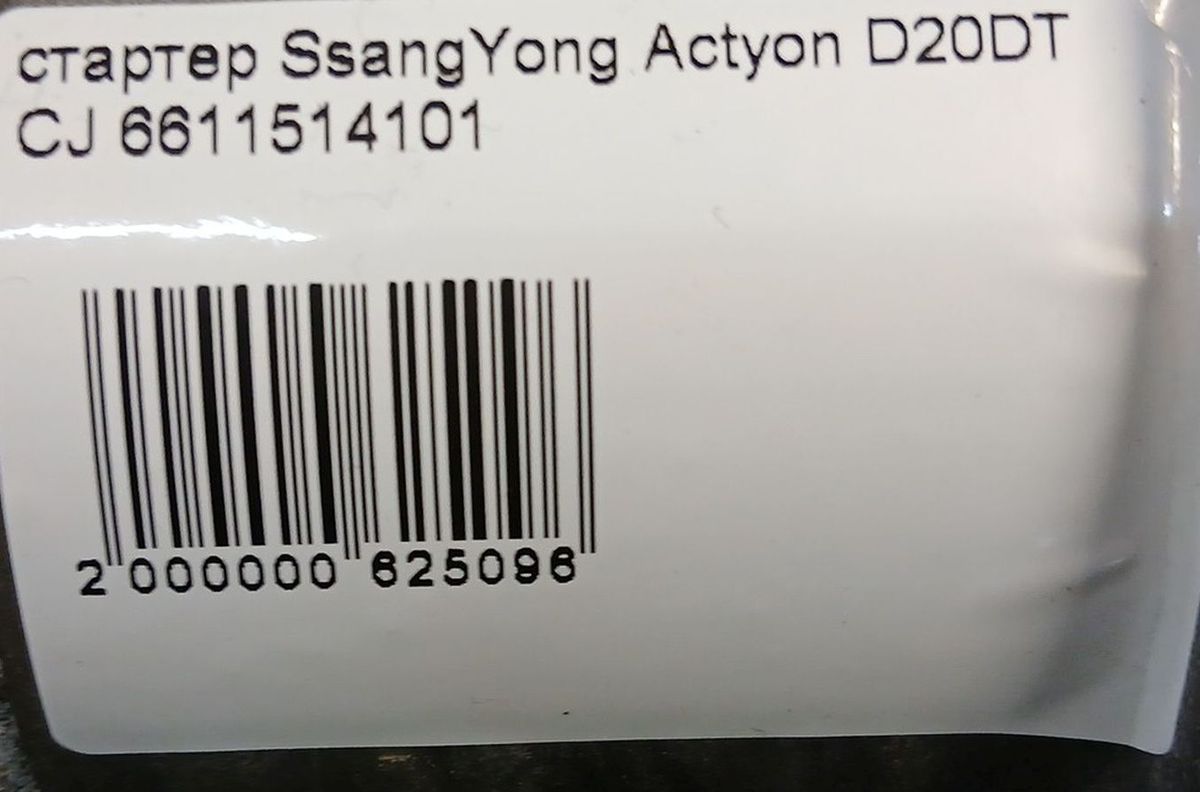 стартер SsangYong Actyon D20DT
CJ 6611514101
2 000000 625096